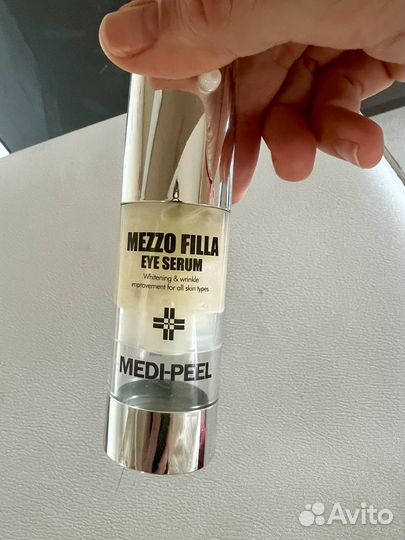 MEZZO FILLA
EYE SERUM
Whitening & wrinkle
improvement for all skin types
MEDI-PEEL
Avito